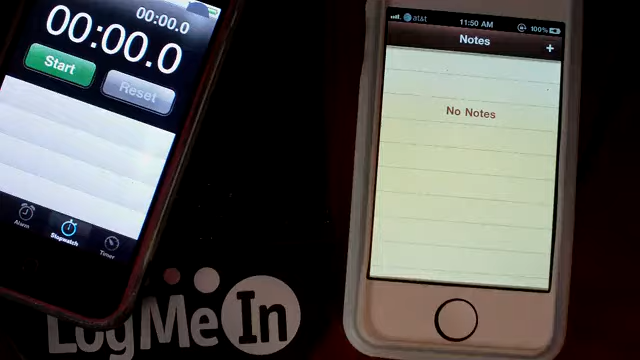 00:00.0
00:00.0
Start
Reset
Alarm
Stopwatch
Timer
at&t
11:50 AM
100%
Notes
+
No Notes
LogMeIn